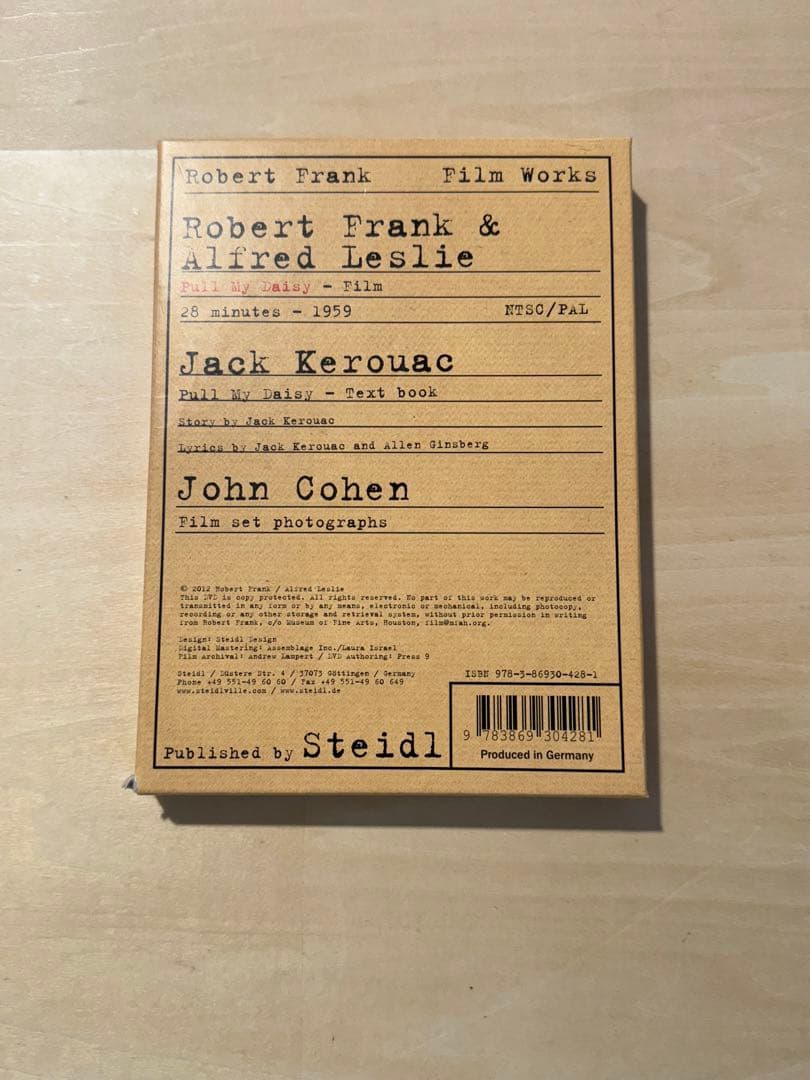 Robert Frank Film Works
Robert Frank &
Alfred Leslie
Pull My Daisy - Film
28 minutes - 1959 NTSC/PAL
Jack Kerouac
Pull My Daisy - Text book
Story by Jack Kerouac
Lyrics by Jack Kerouac and Allen Ginsberg
John Cohen
Film set photographs
© 2012 Robert Frank / Alfred Leslie
This DVD is copy protected. All rights reserved. No part of this work may be reproduced or
transmitted in any form or by any means, electronic or mechanical, including photocopy,
recording or any other storage and retrieval system, without prior permission in writing
from Robert Frank, c/o Museum of Fine Arts, Houston, film@mfah.org.
Design: Steidl Design
Digital Mastering: Assemblage Inc./Laura Israel
Film Archival: Andrew Lampert / DVD Authoring: Press 9
Steidl / Düstere Str. 4 / 37073 Göttingen / Germany
Phone +49 551-49 60 60 / Fax +49 551-49 60 649
www.steidlville.com / www.steidl.de
ISBN 978-3-86930-428-1
9 783869 304281
Produced in Germany
Published by Steidl